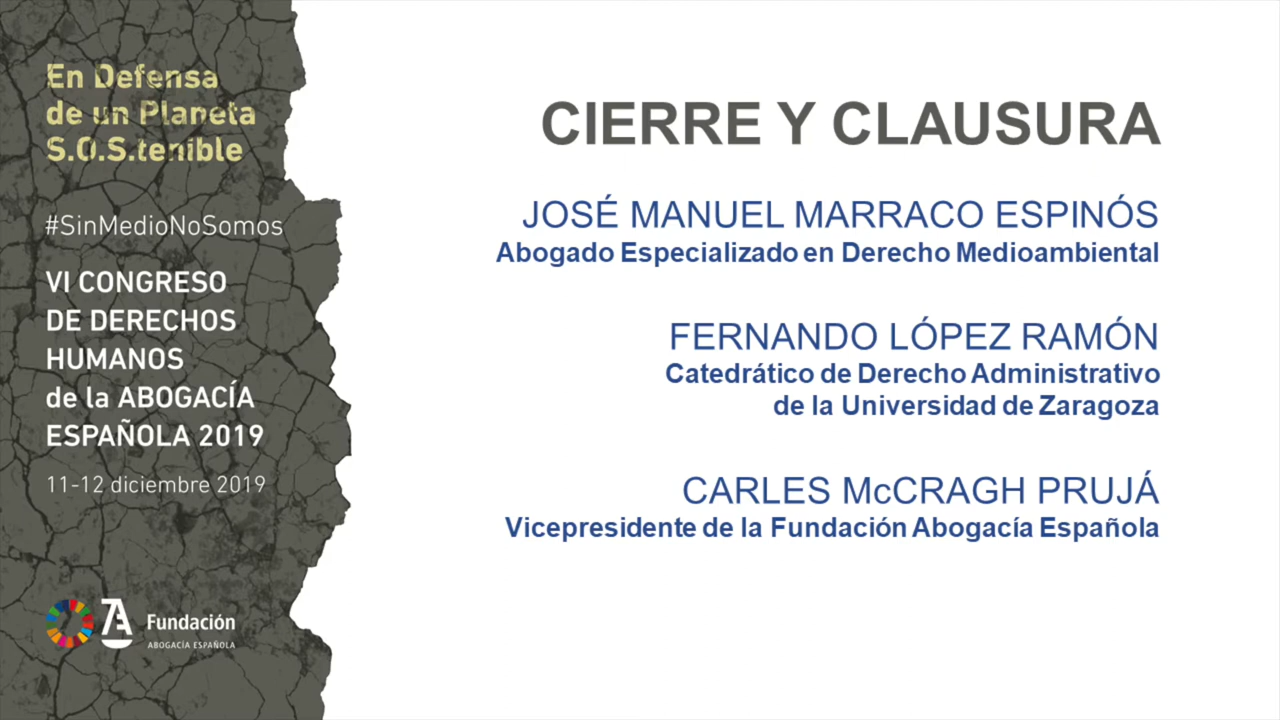 En Defensa
de un Planeta
S.O.S.tenible
#SinMedioNoSomos
VI CONGRESO
DE DERECHOS
HUMANOS
de la ABOGACÍA
ESPAÑOLA 2019
11-12 diciembre 2019
Fundación
ABOGACÍA ESPAÑOLA
CIERRE Y CLAUSURA
JOSÉ MANUEL MARRACO ESPINÓS
Abogado Especializado en Derecho Medioambiental
FERNANDO LÓPEZ RAMÓN
Catedrático de Derecho Administrativo
de la Universidad de Zaragoza
CARLES McCRAGH PRUJÁ
Vicepresidente de la Fundación Abogacía Española